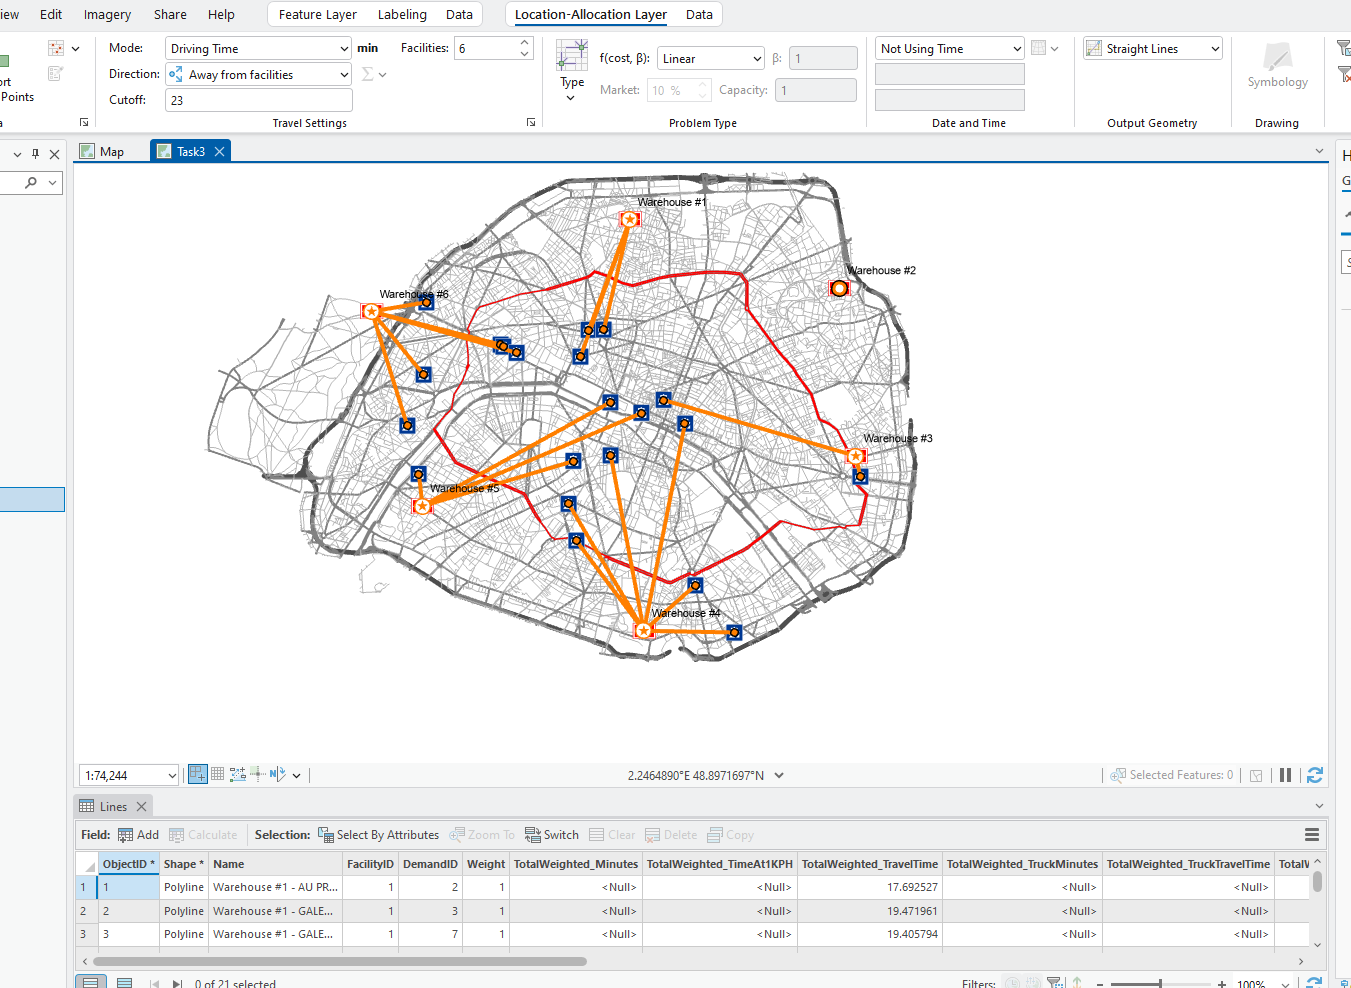 iew Edit Imagery Share Help Feature Layer Labeling Data Location-Allocation Layer Data
Mode: Driving Time min Facilities: 6 f(cost, β): Linear β: 1 Not Using Time Straight Lines
Direction: Away from facilities Type Market: 10 % Capacity: 1 Symbology
ort
Points
Cutoff: 23
Travel Settings Problem Type Date and Time Output Geometry Drawing
Map Task3
Warehouse #1
Warehouse #2
Warehouse #6
Warehouse #3
Warehouse #5
Warehouse #4
1:74,244 N 2.2464890°E 48.8971697°N Selected Features: 0
Lines
Field: Add Calculate Selection: Select By Attributes Zoom To Switch Clear Delete Copy
ObjectID * Shape * Name FacilityID DemandID Weight TotalWeighted_Minutes TotalWeighted_TimeAt1KPH TotalWeighted_TravelTime TotalWeighted_TruckMinutes TotalWeighted_TruckTravelTime TotalW
1 1 Polyline Warehouse #1 - AU PR... 1 2 1 <Null> <Null> 17.692527 <Null> <Null>
2 2 Polyline Warehouse #1 - GALE... 1 3 1 <Null> <Null> 19.471961 <Null> <Null>
3 3 Polyline Warehouse #1 - GALE... 1 7 1 <Null> <Null> 19.405794 <Null> <Null>
0 of 21 selected Filters: 100%